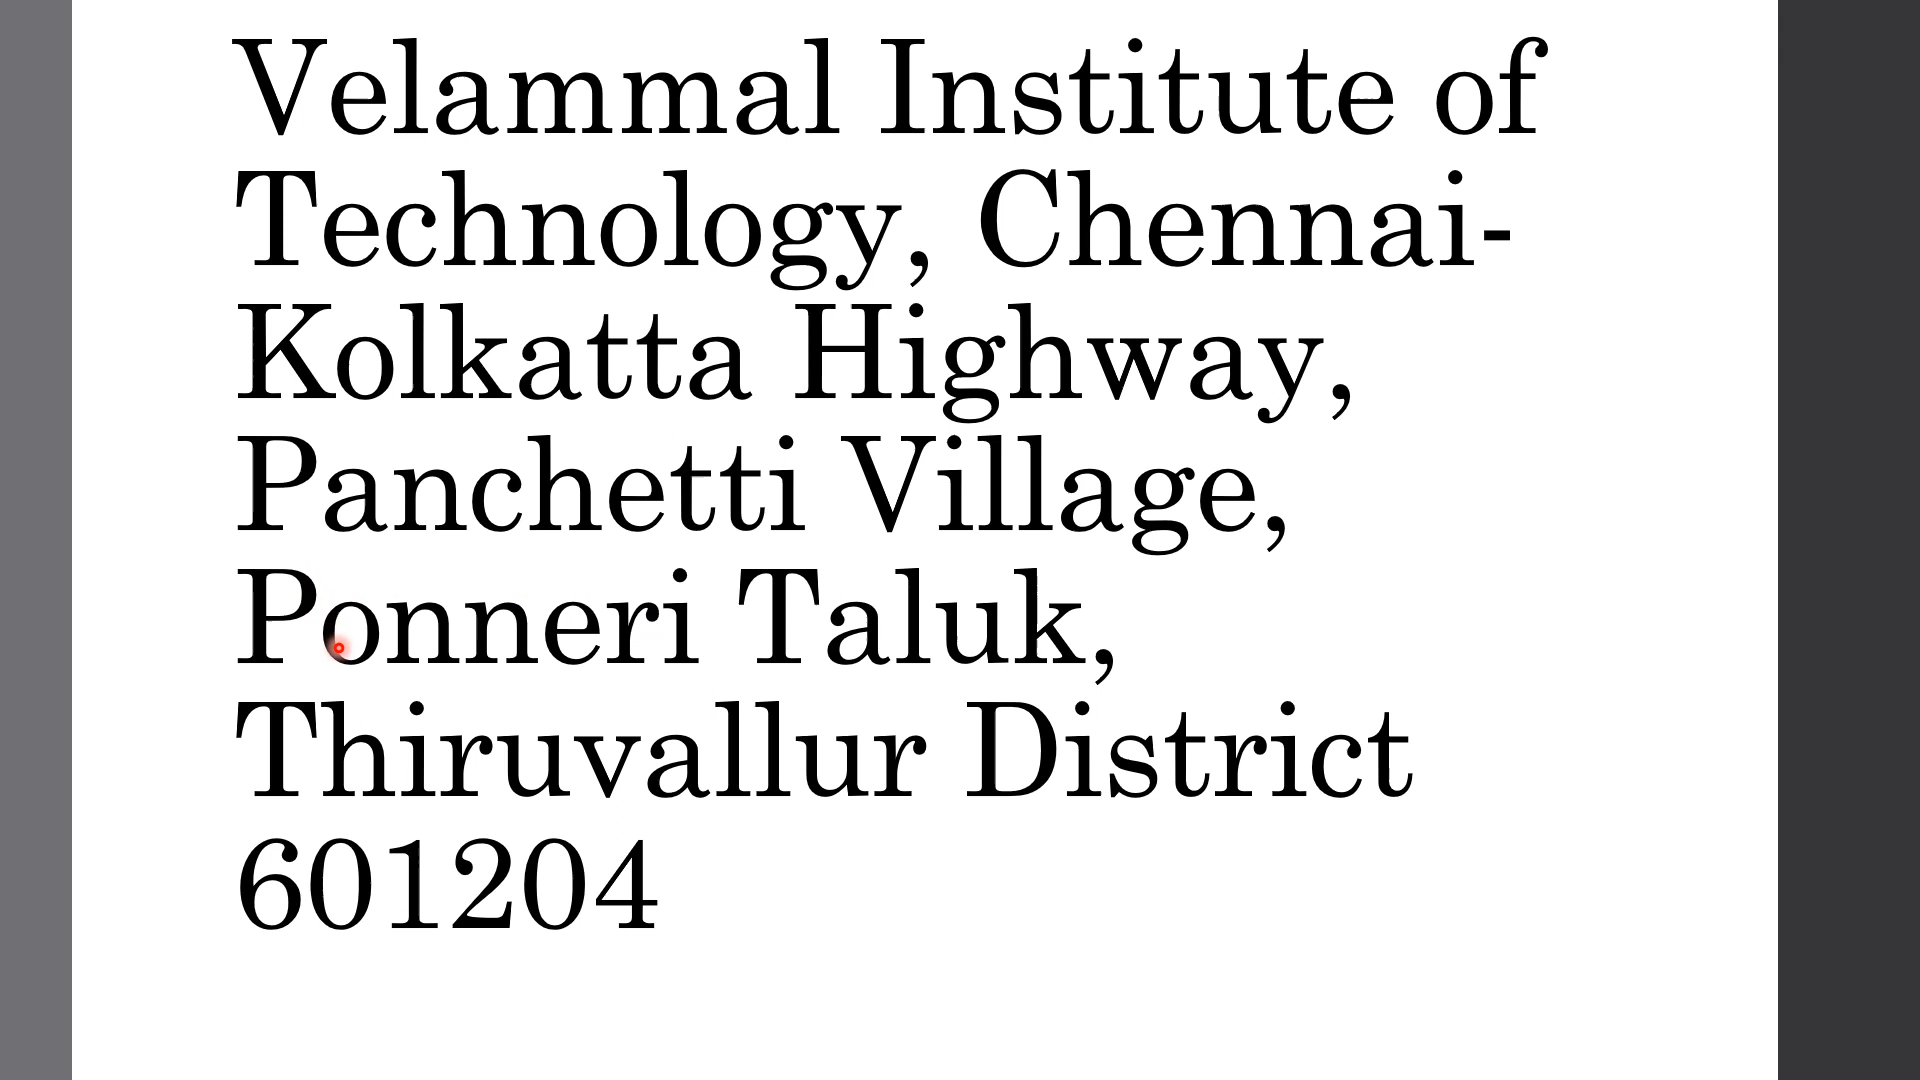 Velammal Institute of
Technology, Chennai-
Kolkatta Highway,
Panchetti Village,
Ponneri Taluk,
Thiruvallur District
601204